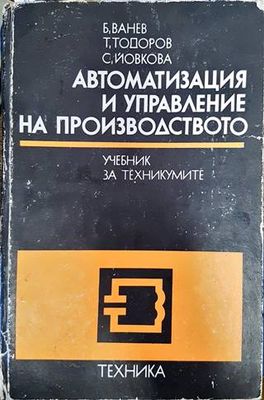 Б. ВАНЕВ
Т. ТОДОРОВ
С. ЙОВКОВА
АВТОМАТИЗАЦИЯ
И УПРАВЛЕНИЕ
НА ПРОИЗВОДСТВОТО
УЧЕБНИК
ЗА ТЕХНИКУМИТЕ
ТЕХНИКА